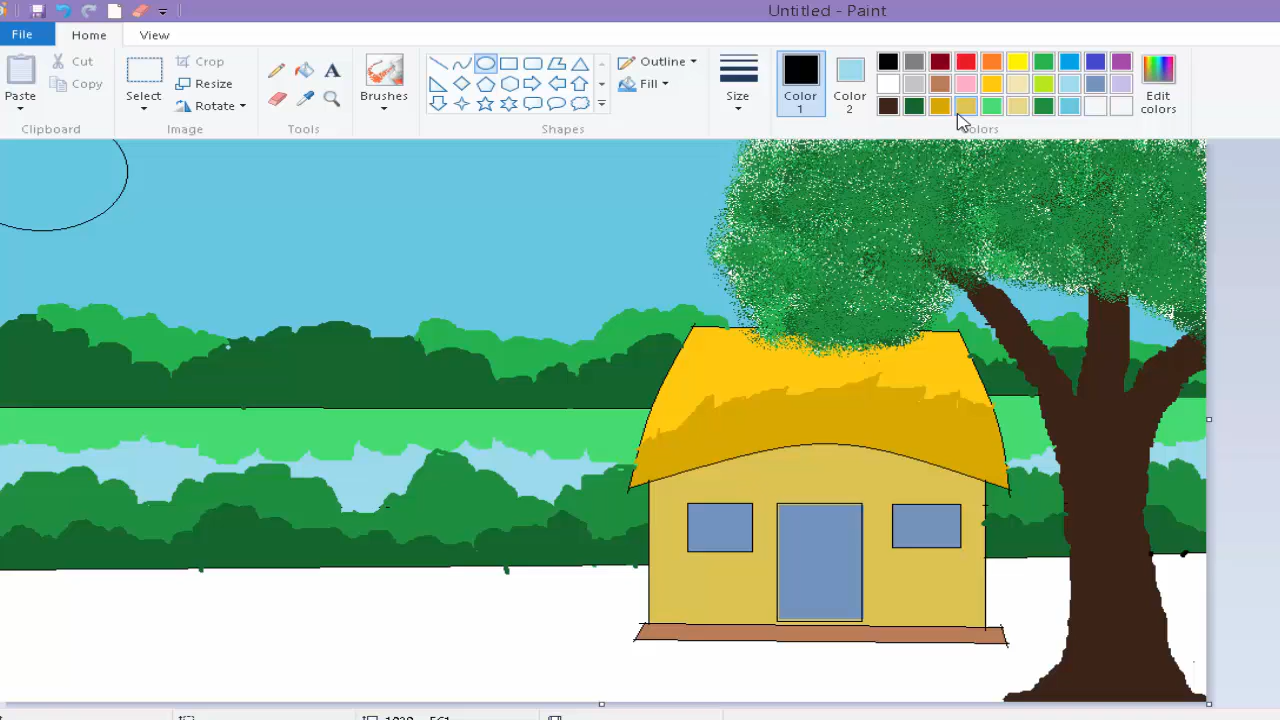 Untitled - Paint
File Home View
Cut
Copy
Paste
Clipboard
Select
Crop
Resize
Rotate
Image
A
Tools
Brushes
Outline
Fill
Shapes
Size
Color
1
Color
2
Edit
colors